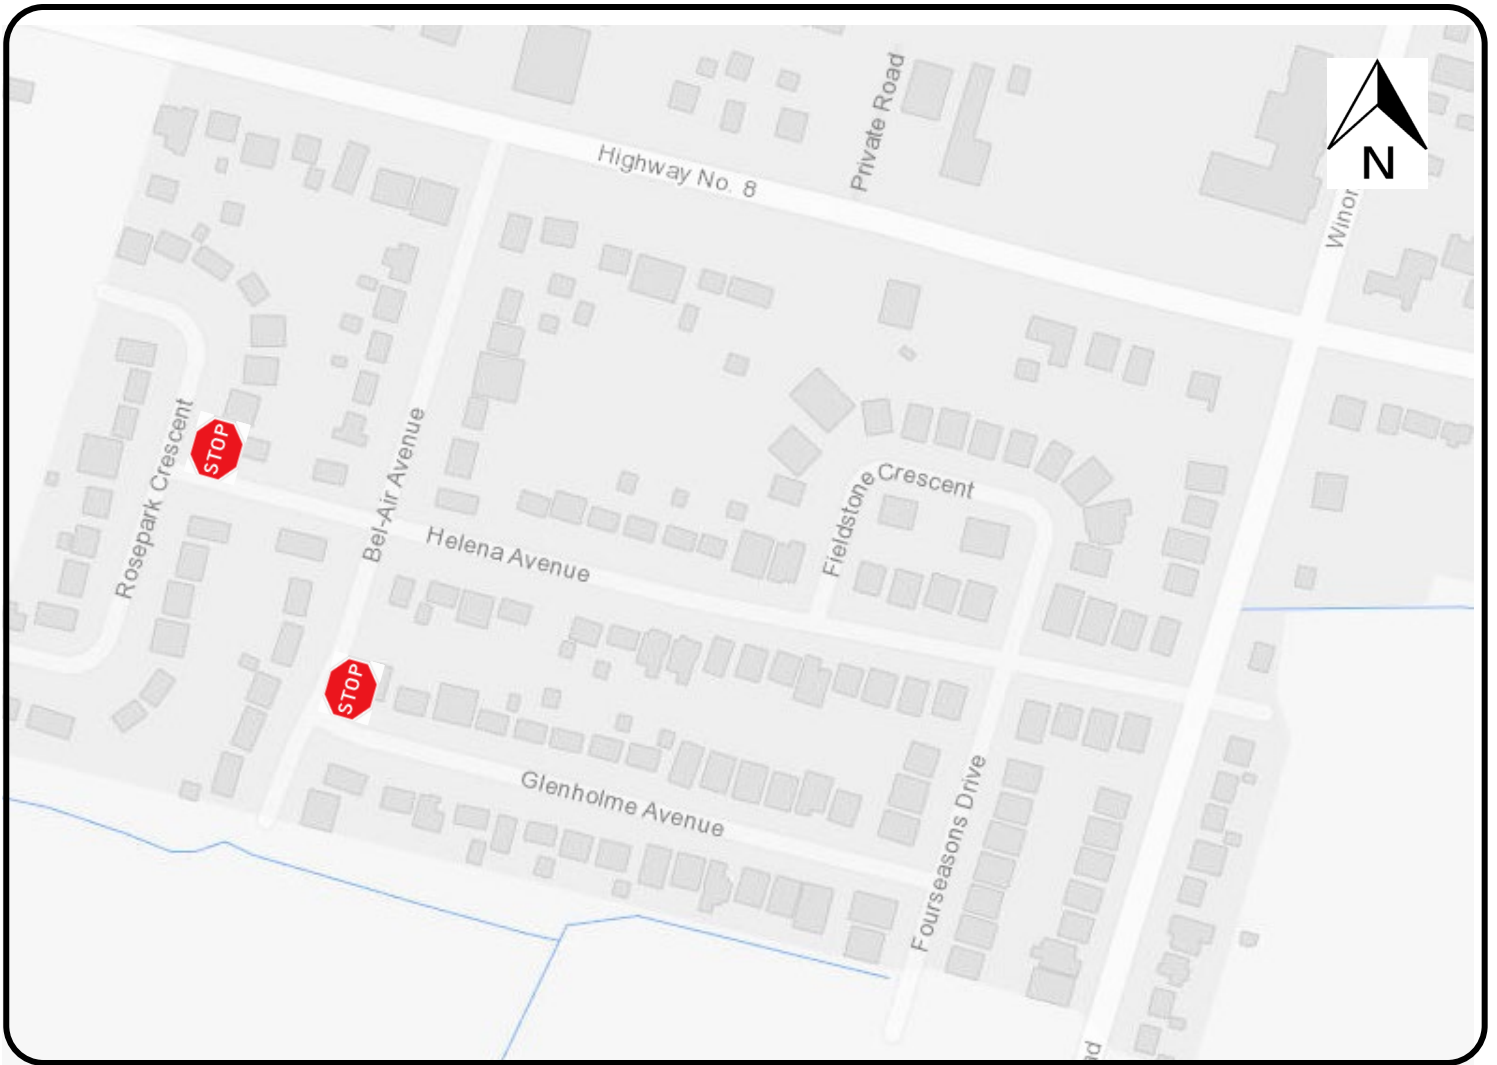 Private Road
Highway No. 8
N
Winon
STOP
Rosepark Crescent
Bel-Air Avenue
Helena Avenue
Fieldstone Crescent
STOP
Glenholme Avenue
Fourseasons Drive